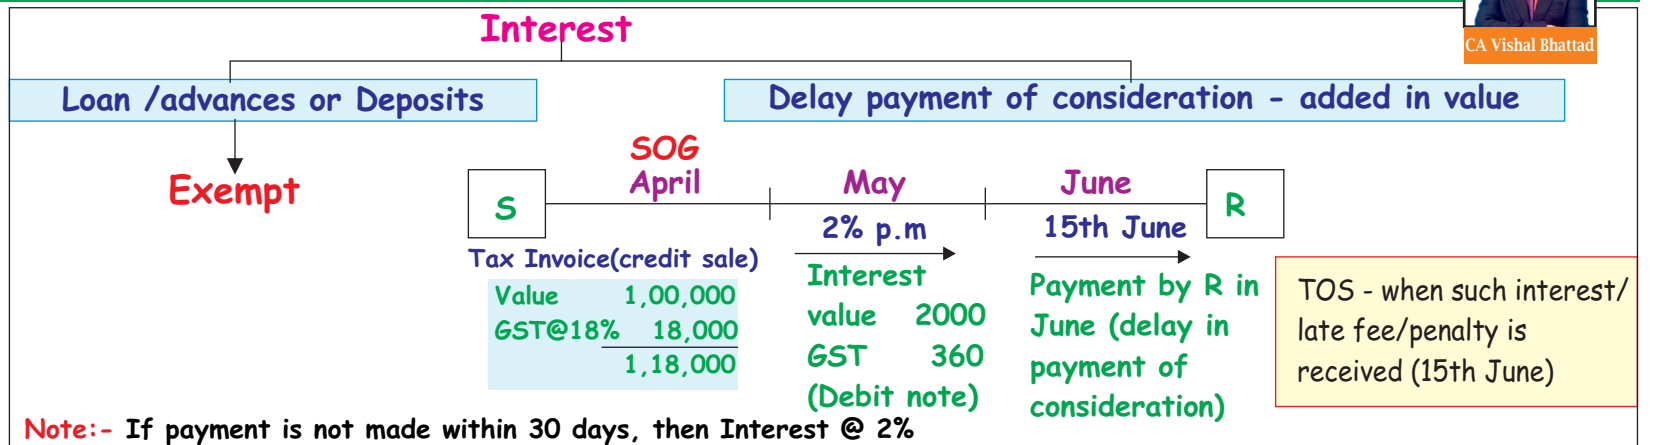 CA Vishal Bhattad
Interest
Loan /advances or Deposits
Delay payment of consideration - added in value
Exempt
SOG
April
May
June
S
R
2% p.m
15th June
Tax Invoice(credit sale)
Value 1,00,000
GST@18% 18,000
1,18,000
Interest
value 2000
GST 360
(Debit note)
Payment by R in
June (delay in
payment of
consideration)
TOS - when such interest/
late fee/penalty is
received (15th June)
Note:- If payment is not made within 30 days, then Interest @ 2%